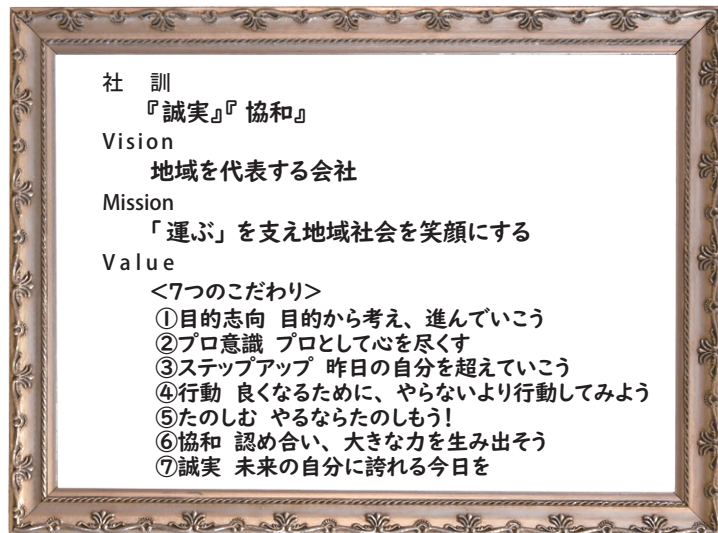 社　訓
『誠実』『協和』
Vision
地域を代表する会社
Mission
「運ぶ」を支え地域社会を笑顔にする
Value
<7つのこだわり>
①目的志向 目的から考え、進んでいこう
②プロ意識 プロとして心を尽くす
③ステップアップ 昨日の自分を超えていこう
④行動 良くなるために、やらないより行動してみよう
⑤たのしむ やるならたのしもう!
⑥協和 認め合い、大きな力を生み出そう
⑦誠実 未来の自分に誇れる今日を